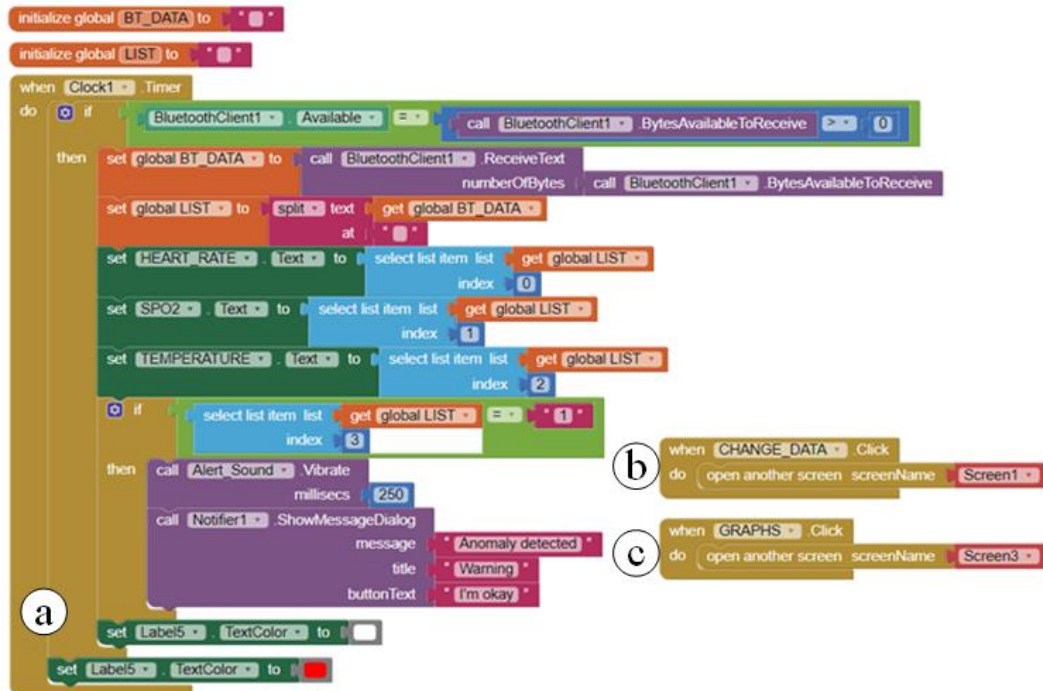 initialize global BT_DATA to " "
initialize global LIST to " "
when Clock1 .Timer
do if BluetoothClient1 . Available = call BluetoothClient1 .BytesAvailableToReceive > 0
then set global BT_DATA to call BluetoothClient1 .ReceiveText
numberOfBytes call BluetoothClient1 .BytesAvailableToReceive
set global LIST to split text get global BT_DATA
at " "
set HEART_RATE . Text to select list item list get global LIST
index 0
set SPO2 . Text to select list item list get global LIST
index 1
set TEMPERATURE . Text to select list item list get global LIST
index 2
if select list item list get global LIST = "1"
index 3
then call Alert_Sound .Vibrate
millisecs 250
call Notifier1 .ShowMessageDialog
message "Anomaly detected"
title "Warning"
buttonText "I'm okay"
set Label5 . TextColor to
set Label5 . TextColor to
a
b
when CHANGE_DATA .Click
do open another screen screenName Screen1
c
when GRAPHS .Click
do open another screen screenName Screen3